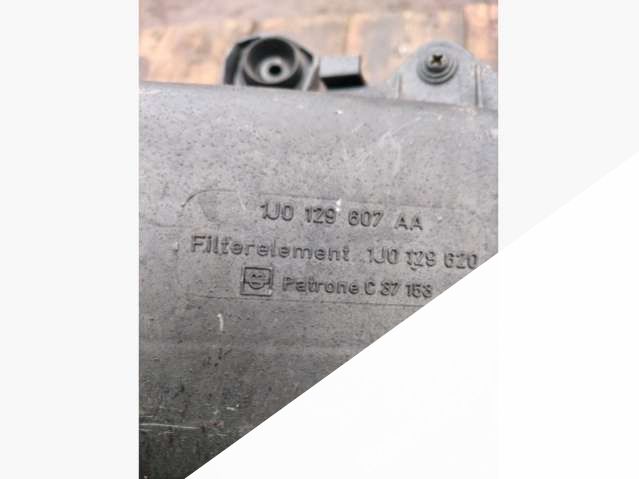 1J0 129 607 AA
Filterelement 1J0 129 620
Patrone C 37 153